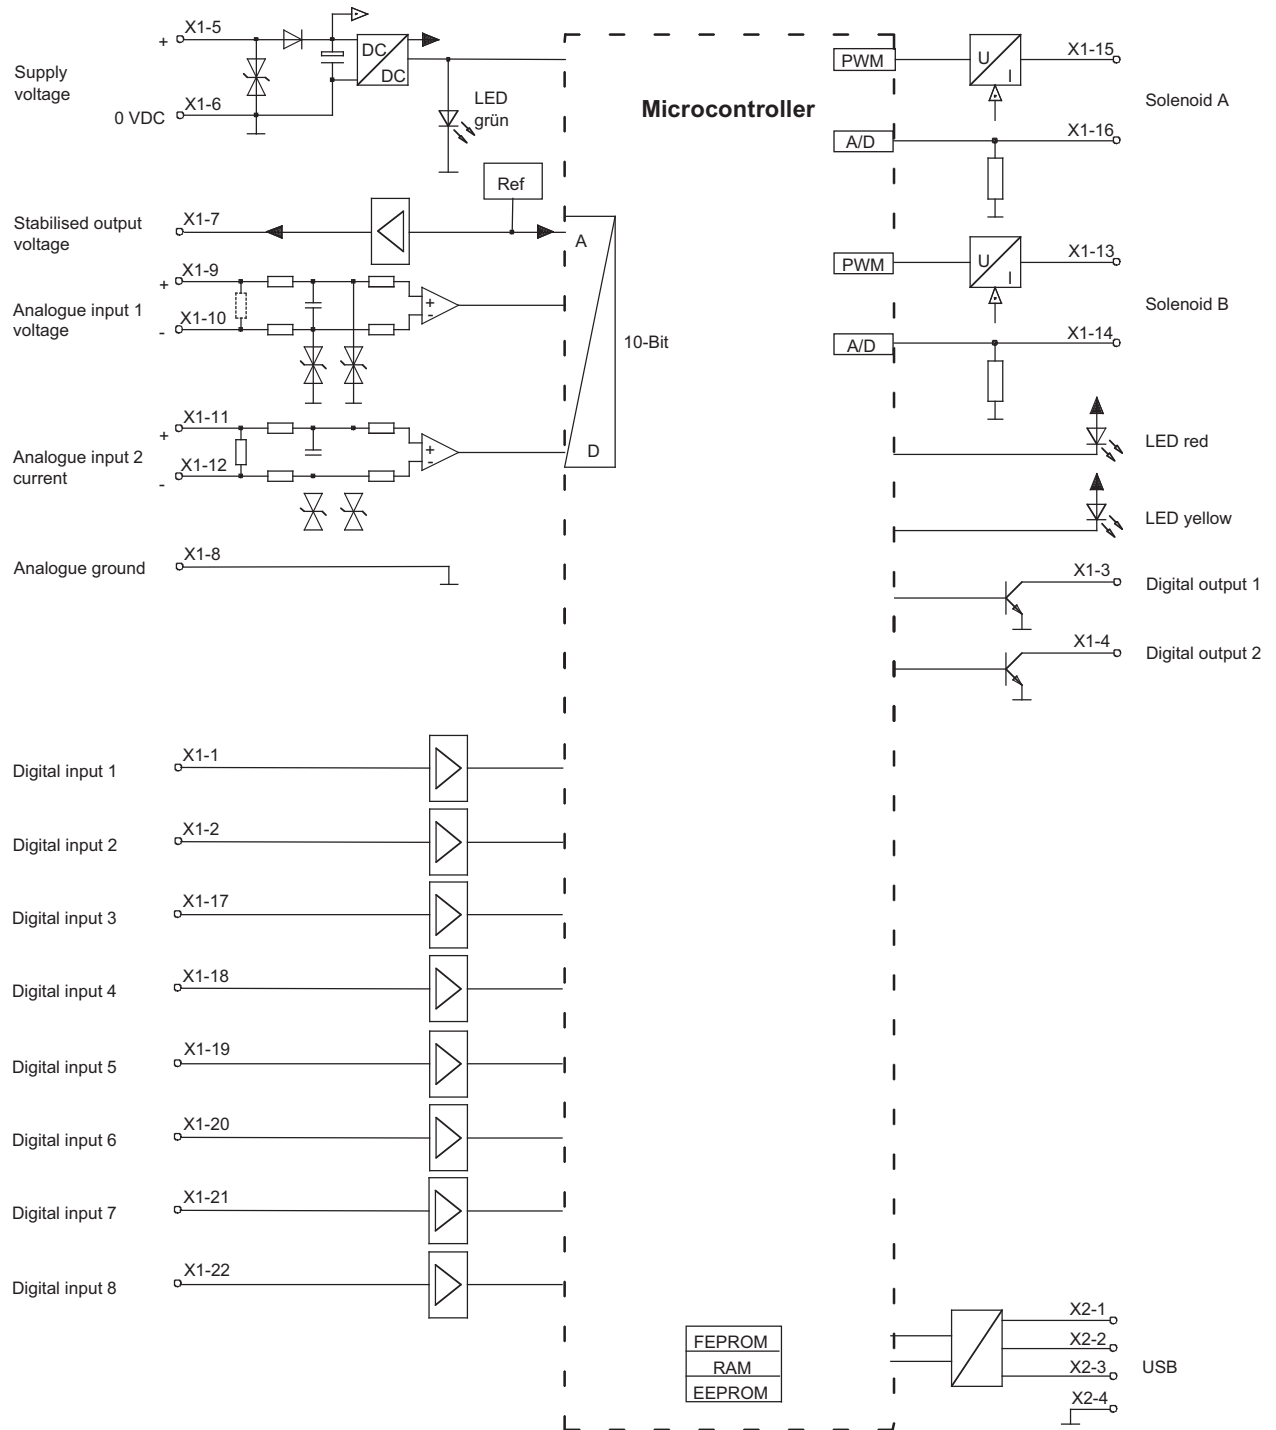 X1-5
+
DC
DC
Supply
voltage
X1-6
0 VDC
LED
grün
Ref
Stabilised output
voltage
X1-7
A
X1-9
+
Analogue input 1
voltage
X1-10
-
+
-
10-Bit
X1-11
+
Analogue input 2
current
X1-12
-
+
-
D
Analogue ground
X1-8
Digital input 1
X1-1
Digital input 2
X1-2
Digital input 3
X1-17
Digital input 4
X1-18
Digital input 5
X1-19
Digital input 6
X1-20
Digital input 7
X1-21
Digital input 8
X1-22
Microcontroller
FEPROM
RAM
EEPROM
PWM
U
I
X1-15
Solenoid A
A/D
X1-16
PWM
U
I
X1-13
Solenoid B
A/D
X1-14
LED red
LED yellow
X1-3
Digital output 1
X1-4
Digital output 2
X2-1
X2-2
X2-3
USB
X2-4